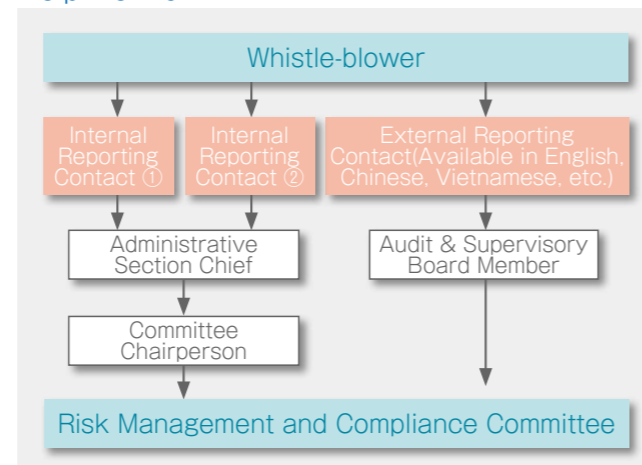 Whistle-blower
Internal
Reporting
Contact ①
Internal
Reporting
Contact ②
External Reporting
Contact(Available in English,
Chinese, Vietnamese, etc.)
Administrative
Section Chief
Audit & Supervisory
Board Member
Committee
Chairperson
Risk Management and Compliance Committee